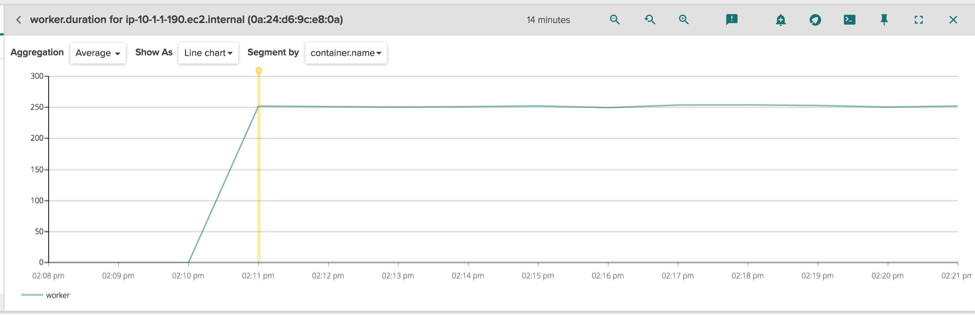 worker.duration for ip-10-1-1-190.ec2.internal (0a:24:d6:9c:e8:0a) 14 minutes
Aggregation Average Show As Line chart Segment by container.name
300
250
200
150
100
50
0
02:08 pm 02:09 pm 02:10 pm 02:11 pm 02:12 pm 02:13 pm 02:14 pm 02:15 pm 02:16 pm 02:17 pm 02:18 pm 02:19 pm 02:20 pm 02:21 pm
worker